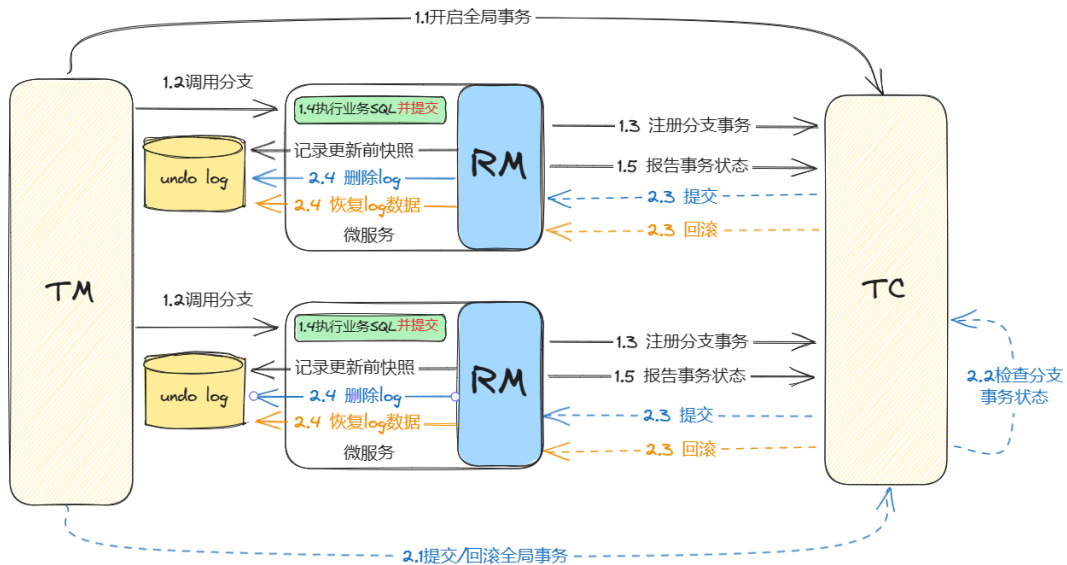 1.1开启全局事务
TM
1.2调用分支
1.4执行业务SQL并提交
undo log
记录更新前快照
2.4 删除log
2.4 恢复log数据
微服务
RM
1.3 注册分支事务
1.5 报告事务状态
2.3 提交
2.3 回滚
TC
1.2调用分支
1.4执行业务SQL并提交
undo log
记录更新前快照
2.4 删除log
2.4 恢复log数据
微服务
RM
1.3 注册分支事务
1.5 报告事务状态
2.3 提交
2.3 回滚
2.2检查分支
事务状态
2.1提交/回滚全局事务